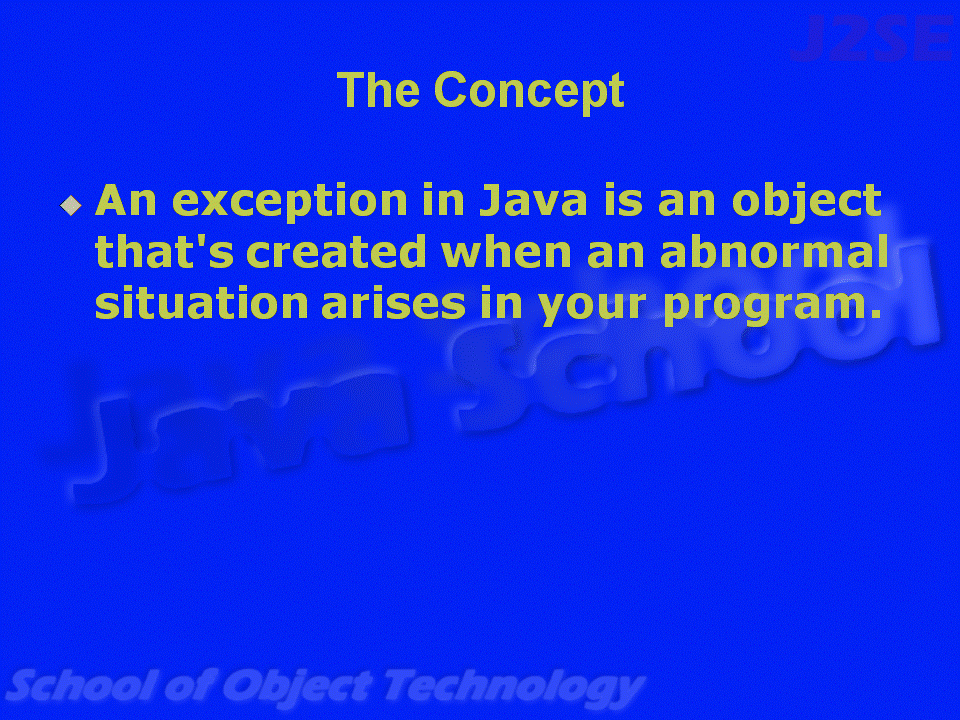 J2SE
The Concept
An exception in Java is an object
that's created when an abnormal
situation arises in your program.
Java School
School of Object Technology